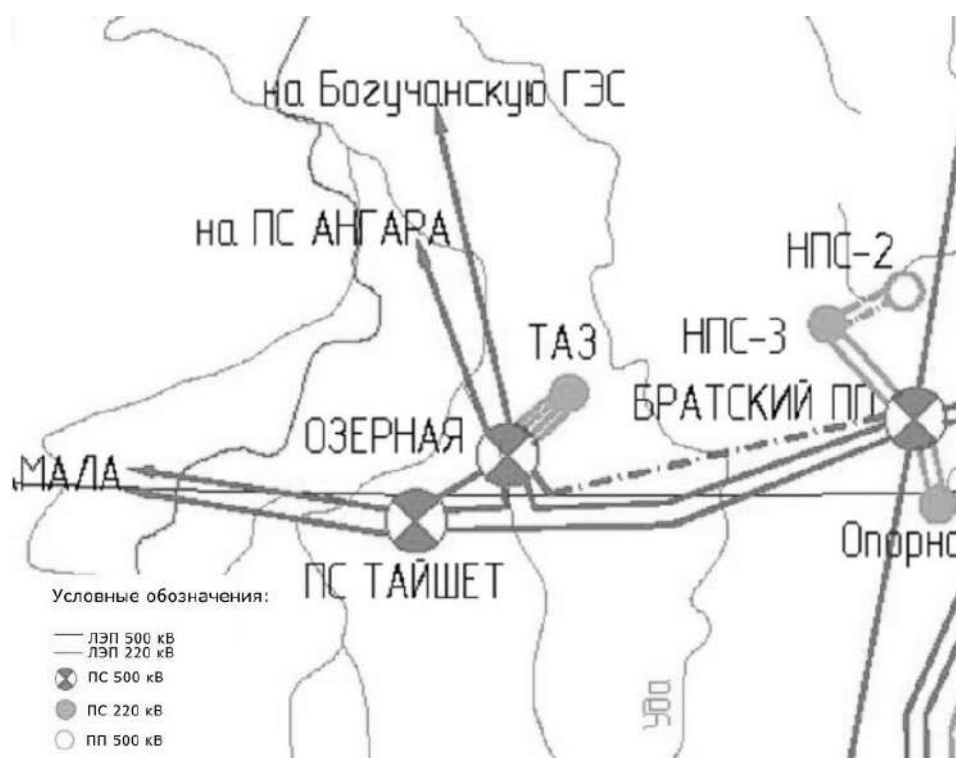 на Богучанскую ГЭС
на ПС АНГАРА
НПС-2
НПС-3
ТАЗ
БРАТСКИЙ ПП
ОЗЕРНАЯ
МАЛА
Опорно
ПС ТАЙШЕТ
Уда
Условные обозначения:
ЛЭП 500 кВ
ЛЭП 220 кВ
ПС 500 кВ
ПС 220 кВ
ПП 500 кВ